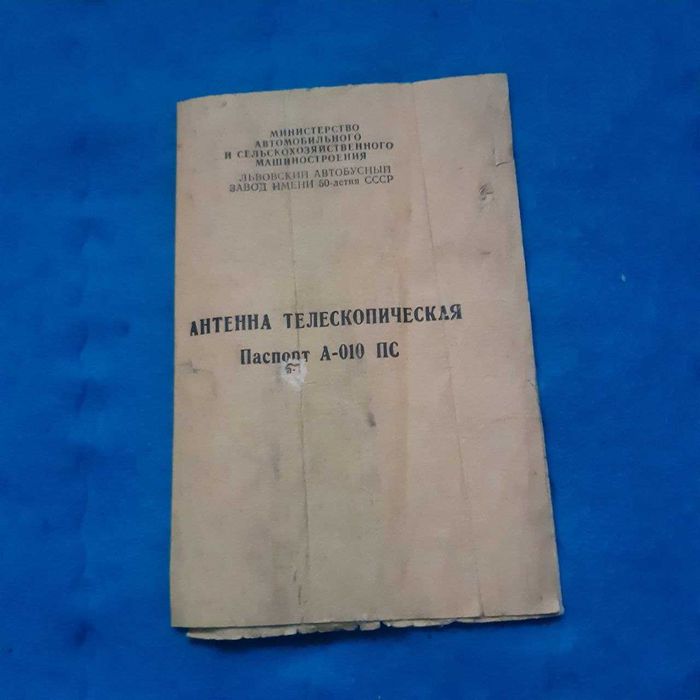 МИНИСТЕРСТВО
АВТОМОБИЛЬНОГО
И СЕЛЬСКОХОЗЯЙСТВЕННОГО
МАШИНОСТРОЕНИЯ
ЛЬВОВСКИЙ АВТОБУСНЫЙ
ЗАВОД ИМЕНИ 50-летия СССР
АНТЕННА ТЕЛЕСКОПИЧЕСКАЯ
Паспорт А-010 ПС